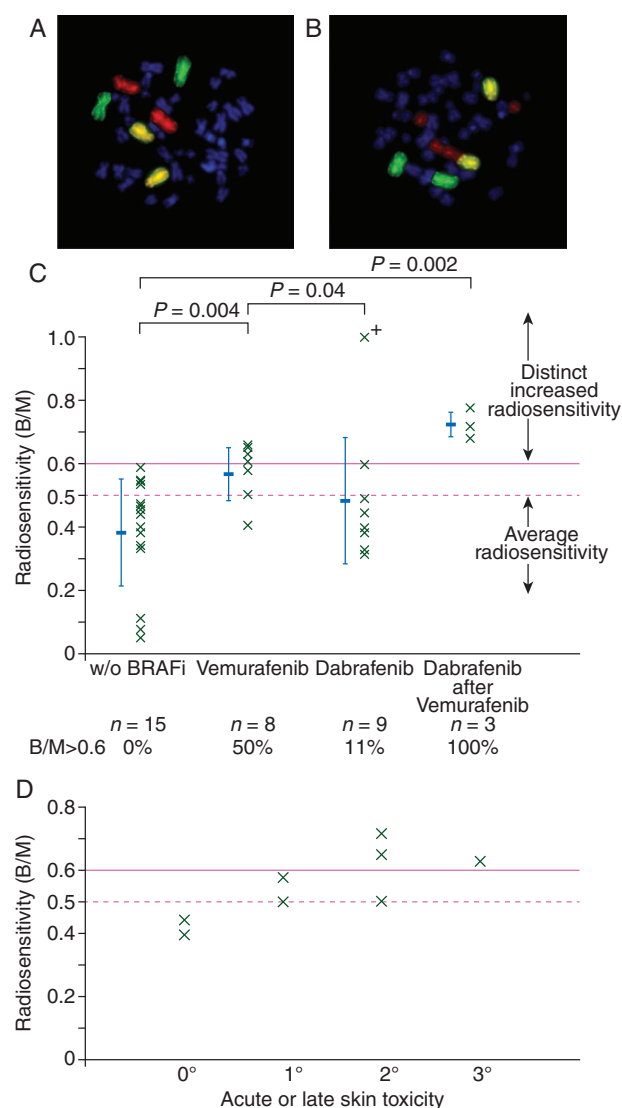 A
B
C
P = 0.002
P = 0.004
P = 0.04
+
Radiosensitivity (B/M)
1.0
0.8
0.6
0.5
0.4
0.2
0
Distinct
increased
radiosensitivity
Average
radiosensitivity
w/o BRAFi
Vemurafenib
Dabrafenib
Dabrafenib
after
Vemurafenib
n = 15
n = 8
n = 9
n = 3
B/M>0.6
0%
50%
11%
100%
D
Radiosensitivity (B/M)
0.8
0.6
0.5
0.4
0.2
0
0°
1°
2°
3°
Acute or late skin toxicity